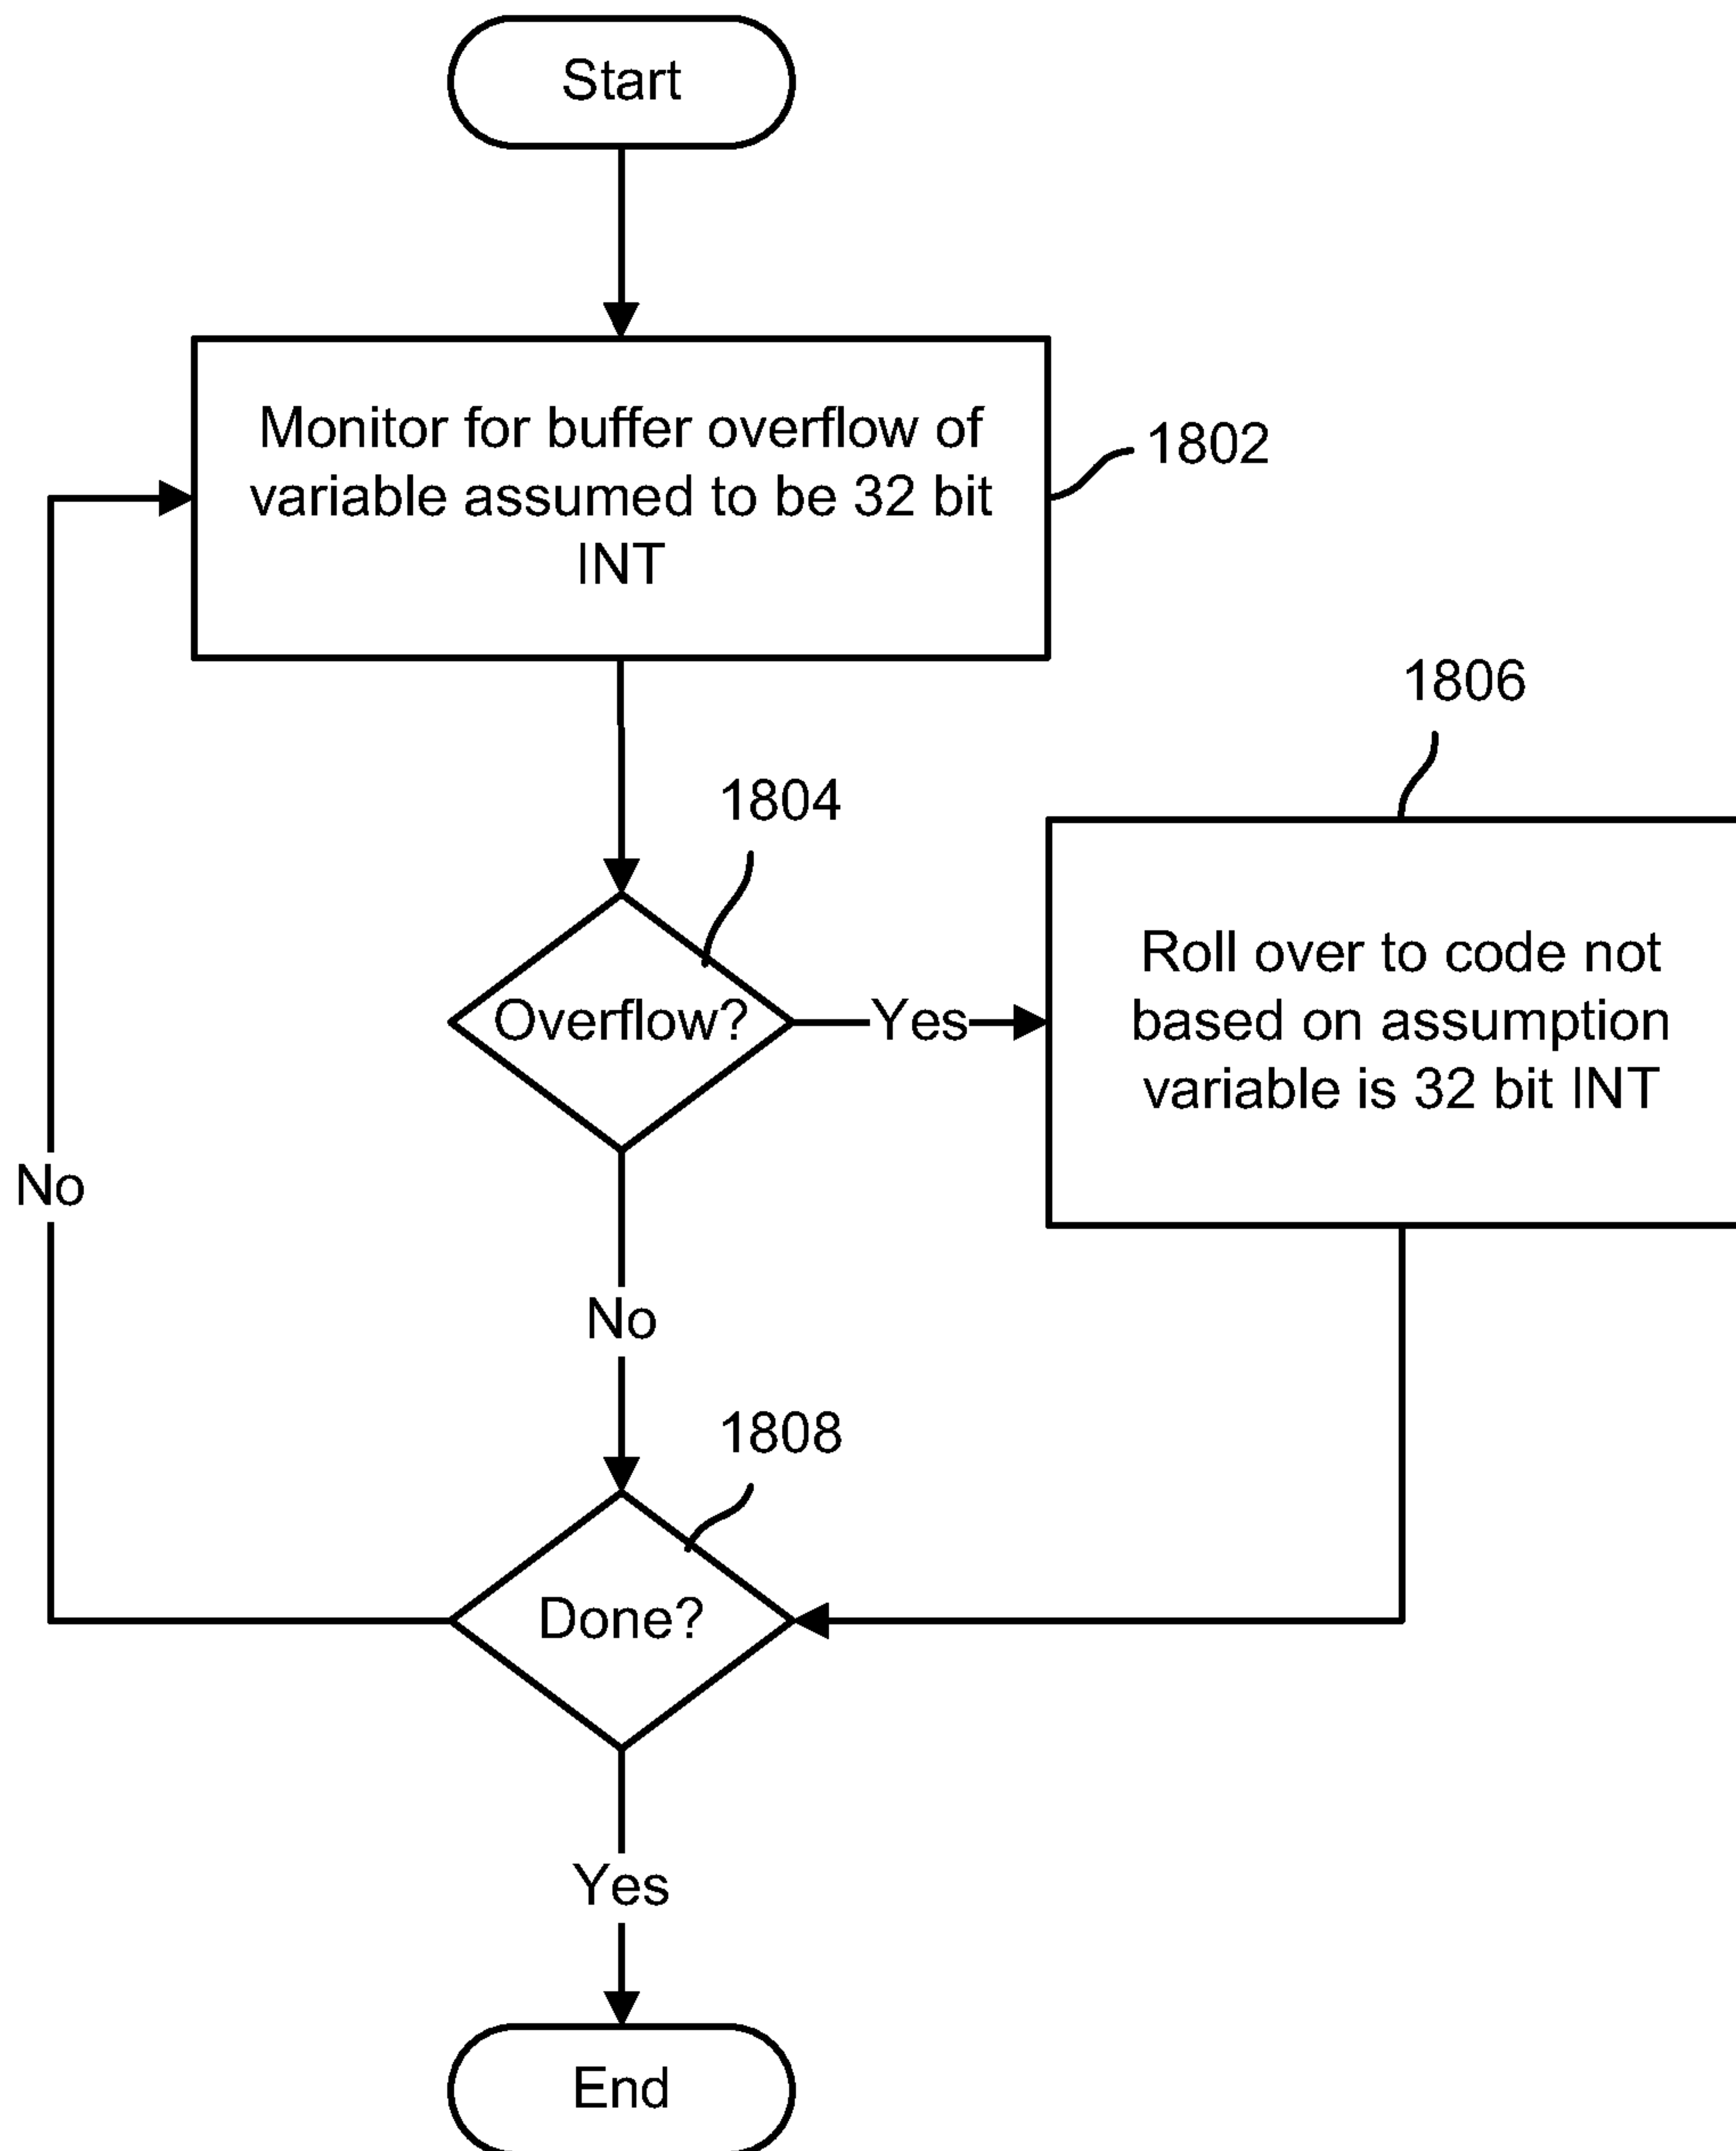 Start
Monitor for buffer overflow of
variable assumed to be 32 bit
INT
1802
1806
1804
Overflow?
Yes
Roll over to code not
based on assumption
variable is 32 bit INT
No
No
1808
Done?
Yes
End